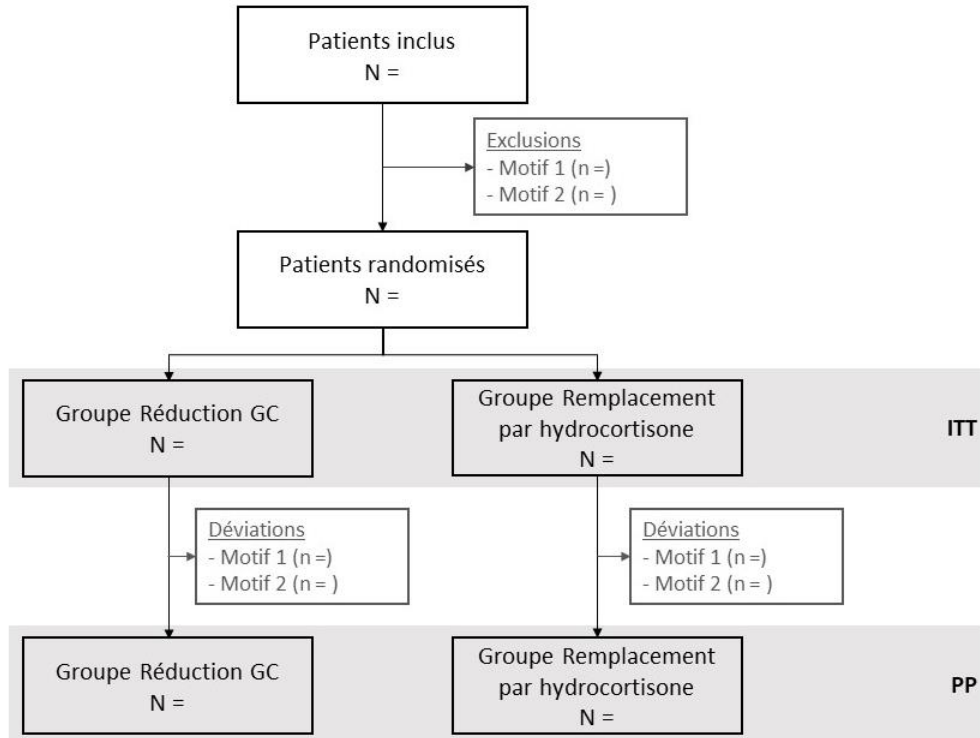 Patients inclus
N =
Exclusions
- Motif 1 (n =)
- Motif 2 (n = )
Patients randomisés
N =
Groupe Réduction GC
N =
Groupe Remplacement
par hydrocortisone
N =
ITT
Déviations
- Motif 1 (n =)
- Motif 2 (n = )
Déviations
- Motif 1 (n =)
- Motif 2 (n = )
Groupe Réduction GC
N =
Groupe Remplacement
par hydrocortisone
N =
PP